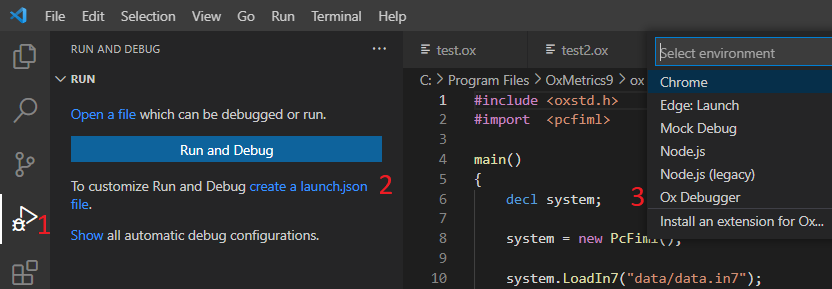 File Edit Selection View Go Run Terminal Help
RUN AND DEBUG ...
RUN
Open a file which can be debugged or run.
Run and Debug
To customize Run and Debug create a launch.json
file.
Show all automatic debug configurations.
1
2
3
test.ox
test2.ox
C: > Program Files > OxMetrics9 > ox
1 #include <oxstd.h>
2 #import <pcfiml>
3
4 main()
5 {
6 decl system;
7
8 system = new PcFiml();
9
10 system.LoadIn7("data/data.in7");
Select environment
Chrome
Edge: Launch
Mock Debug
Node.js
Node.js (legacy)
Ox Debugger
Install an extension for Ox...